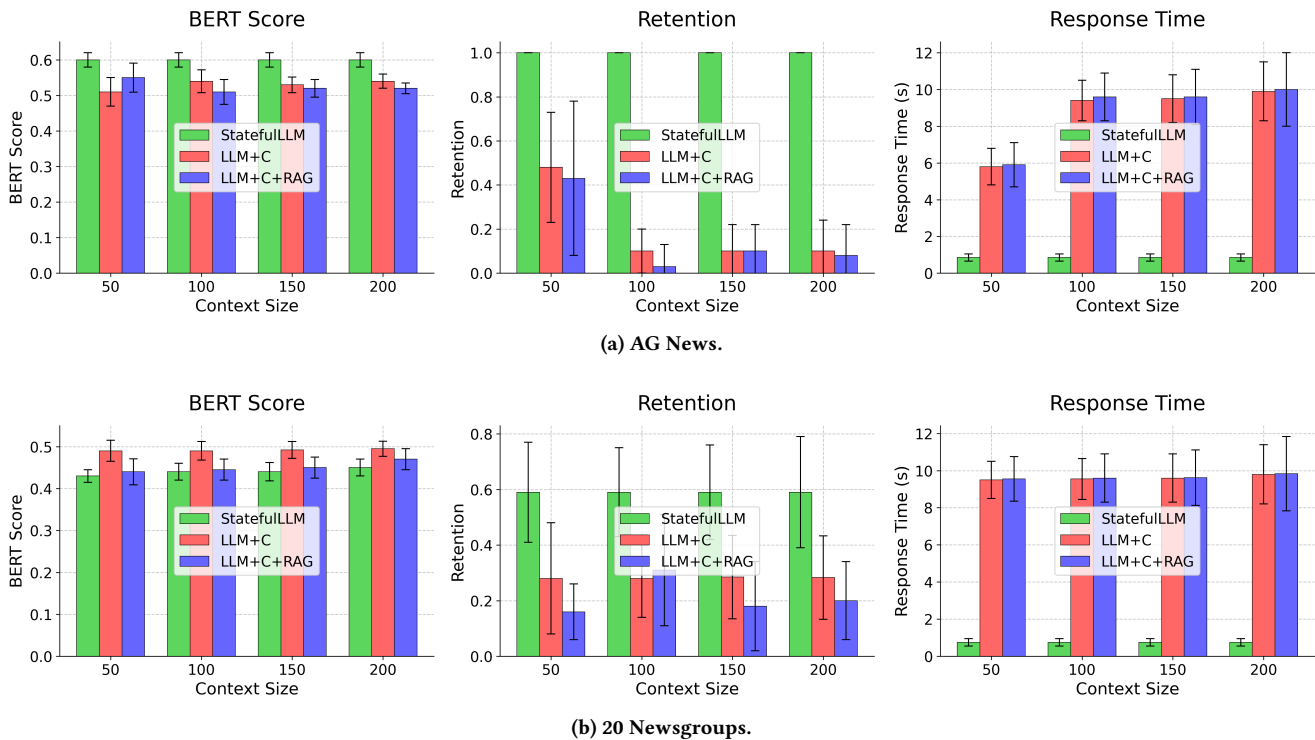 BERT Score
Retention
Response Time
BERT Score
0.6
0.5
0.4
0.3
0.2
0.1
0.0
StatefulLLM
LLM+C
LLM+C+RAG
50 100 150 200
Context Size
Retention
1.0
0.8
0.6
0.4
0.2
0.0
StatefulLLM
LLM+C
LLM+C+RAG
50 100 150 200
Context Size
Response Time (s)
12
10
8
6
4
2
0
StatefulLLM
LLM+C
LLM+C+RAG
50 100 150 200
Context Size
(a) AG News.
BERT Score
Retention
Response Time
BERT Score
0.5
0.4
0.3
0.2
0.1
0.0
StatefulLLM
LLM+C
LLM+C+RAG
50 100 150 200
Context Size
Retention
0.8
0.6
0.4
0.2
0.0
StatefulLLM
LLM+C
LLM+C+RAG
50 100 150 200
Context Size
Response Time (s)
12
10
8
6
4
2
0
StatefulLLM
LLM+C
LLM+C+RAG
50 100 150 200
Context Size
(b) 20 Newsgroups.